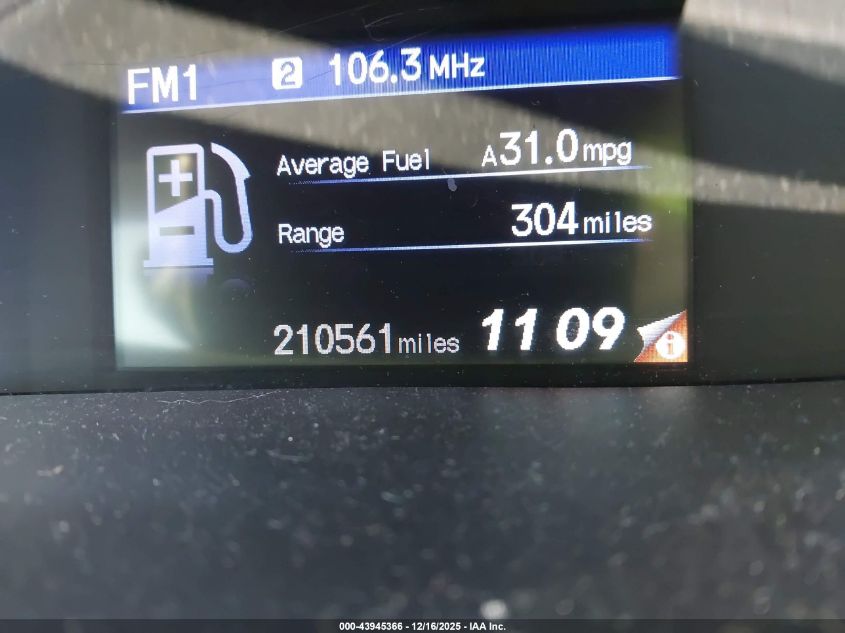 FM1 2 106.3 MHz
Average Fuel A31.0mpg
Range 304miles
210561miles 11 09 i
000-43945366 - 12/16/2025 - IAA Inc.